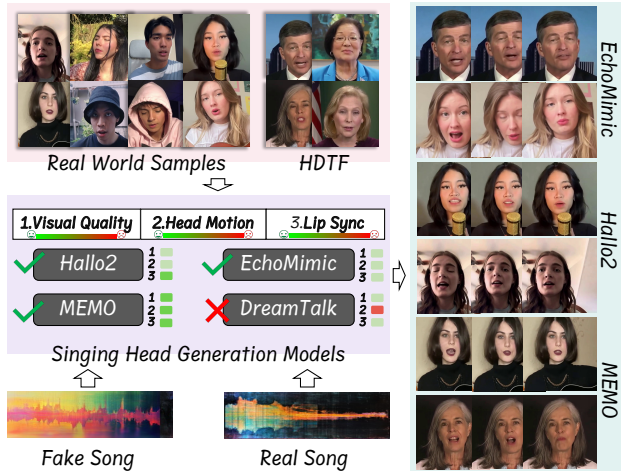 Real World Samples
HDTF
1.Visual Quality
2.Head Motion
3.Lip Sync
Hallo2
1
2
3
EchoMimic
1
2
3
MEMO
1
2
3
DreamTalk
1
2
3
Singing Head Generation Models
Fake Song
Real Song
EchoMimic
Hallo2
MEMO